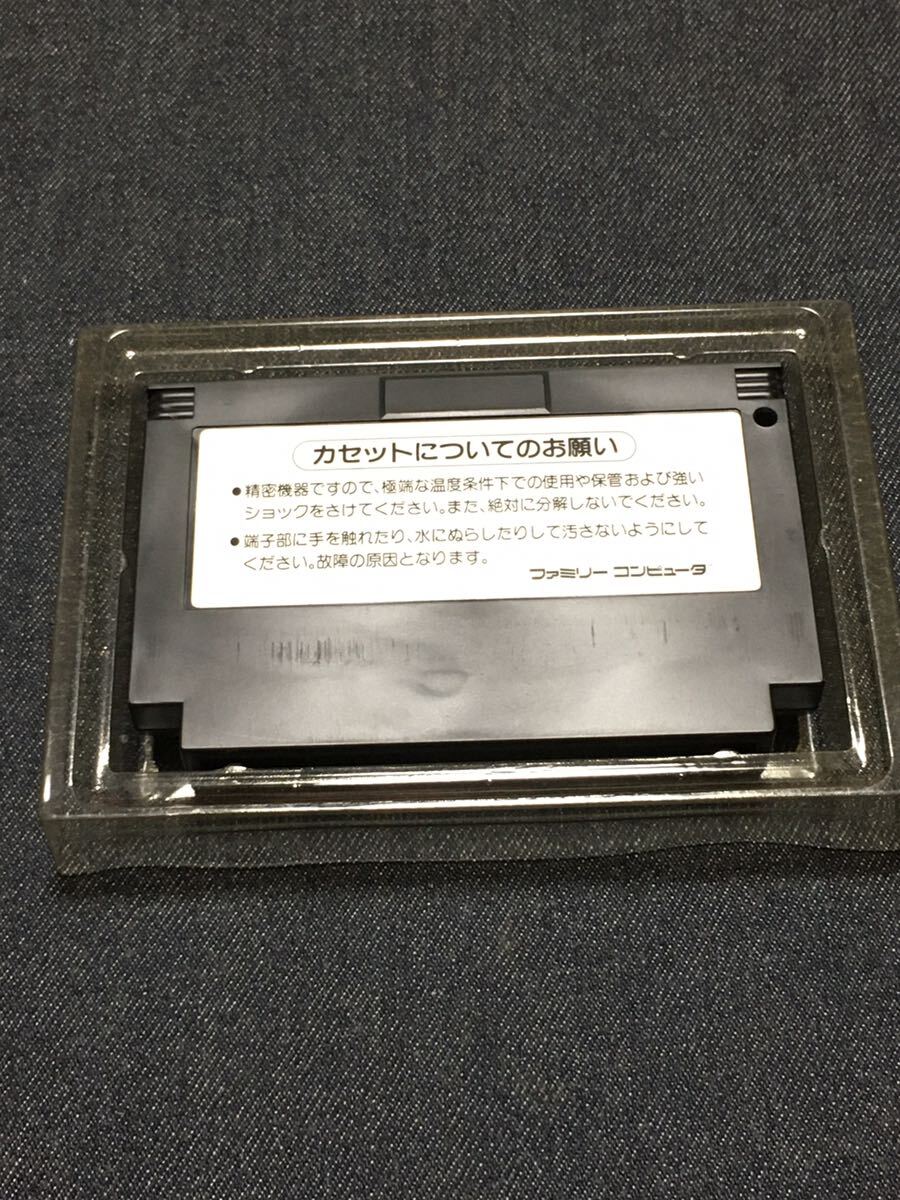 カセットについてのお願い
●精密機器ですので、極端な温度条件下での使用や保管および強い
ショックをさけてください。また、絶対に分解しないでください。
●端子部に手を触れたり、水にぬらしたりして汚さないようにして
ください。故障の原因となります。
ファミリー コンピュータ